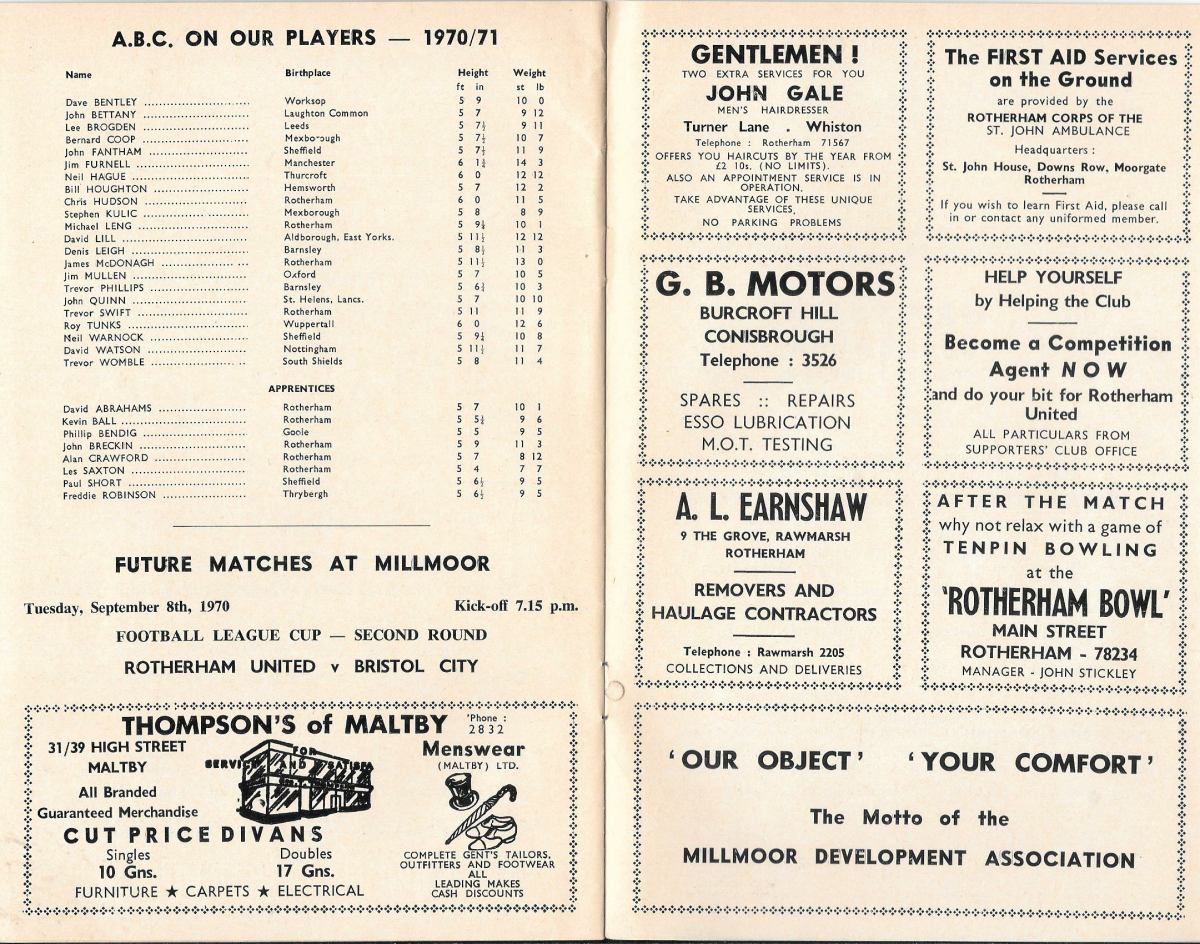 A.B.C. ON OUR PLAYERS — 1970/71
Name Birthplace Height Weight
ft in st lb
Dave BENTLEY Worksop 5 9 10 0
John BETTANY Laughton Common 5 7 9 12
Lee BROGDEN Leeds 5 7½ 9 11
Bernard COOP Mexborough 5 7½ 10 7
John FANTHAM Sheffield 5 7½ 11 9
Jim FURNELL Manchester 6 1¼ 14 3
Neil HAGUE Thurcroft 6 0 12 12
Bill HOUGHTON Hemsworth 5 7 12 2
Chris HUDSON Rotherham 6 0 11 5
Stephen KULIC Mexborough 5 8 8 9
Michael LENG Rotherham 5 9¼ 10 1
David LILL Aldborough, East Yorks. 5 11½ 12 12
Denis LEIGH Barnsley 5 8½ 11 3
James McDONAGH Rotherham 5 11½ 13 0
Jim MULLEN Oxford 5 7 10 5
Trevor PHILLIPS Barnsley 5 6¼ 10 3
John QUINN St. Helens, Lancs. 5 7 10 10
Trevor SWIFT Rotherham 5 11 11 9
Roy TUNKS Wuppertall 6 0 12 6
Neil WARNOCK Sheffield 5 9¼ 10 8
David WATSON Nottingham 5 11½ 11 7
Trevor WOMBLE South Shields 5 8 11 4
APPRENTICES
David ABRAHAMS Rotherham 5 7 10 1
Kevin BALL Rotherham 5 5¼ 9 6
Phillip BENDIG Goole 5 5 9 5
John BRECKIN Rotherham 5 9 11 3
Alan CRAWFORD Rotherham 5 7 8 12
Les SAXTON Rotherham 5 4 7 7
Paul SHORT Sheffield 5 6½ 9 5
Freddie ROBINSON Thrybergh 5 6½ 9 5
FUTURE MATCHES AT MILLMOOR
Tuesday, September 8th, 1970 Kick-off 7.15 p.m.
FOOTBALL LEAGUE CUP — SECOND ROUND
ROTHERHAM UNITED v BRISTOL CITY
THOMPSON'S of MALTBY 'Phone :
2832
31/39 HIGH STREET
MALTBY
All Branded
Guaranteed Merchandise
FOR
SERVICE AND SATISFA
Menswear
(MALTBY) LTD.
CUT PRICE DIVANS
Singles Doubles
10 Gns. 17 Gns.
FURNITURE ★ CARPETS ★ ELECTRICAL
COMPLETE GENT'S TAILORS,
OUTFITTERS AND FOOTWEAR
ALL
LEADING MAKES
CASH DISCOUNTS
GENTLEMEN !
TWO EXTRA SERVICES FOR YOU
JOHN GALE
MEN'S HAIRDRESSER
Turner Lane . Whiston
Telephone : Rotherham 71567
OFFERS YOU HAIRCUTS BY THE YEAR FROM
£2 10s. (NO LIMITS).
ALSO AN APPOINTMENT SERVICE IS IN
OPERATION.
TAKE ADVANTAGE OF THESE UNIQUE
SERVICES,
NO PARKING PROBLEMS
The FIRST AID Services
on the Ground
are provided by the
ROTHERHAM CORPS OF THE
ST. JOHN AMBULANCE
Headquarters :
St. John House, Downs Row, Moorgate
Rotherham
If you wish to learn First Aid, please call
in or contact any uniformed member.
G. B. MOTORS
BURCROFT HILL
CONISBROUGH
Telephone : 3526
SPARES :: REPAIRS
ESSO LUBRICATION
M.O.T. TESTING
HELP YOURSELF
by Helping the Club
Become a Competition
Agent NOW
and do your bit for Rotherham
United
ALL PARTICULARS FROM
SUPPORTERS' CLUB OFFICE
A. L. EARNSHAW
9 THE GROVE, RAWMARSH
ROTHERHAM
REMOVERS AND
HAULAGE CONTRACTORS
Telephone : Rawmarsh 2205
COLLECTIONS AND DELIVERIES
AFTER THE MATCH
why not relax with a game of
TENPIN BOWLING
at the
'ROTHERHAM BOWL'
MAIN STREET
ROTHERHAM - 78234
MANAGER - JOHN STICKLEY
'OUR OBJECT' 'YOUR COMFORT'
The Motto of the
MILLMOOR DEVELOPMENT ASSOCIATION